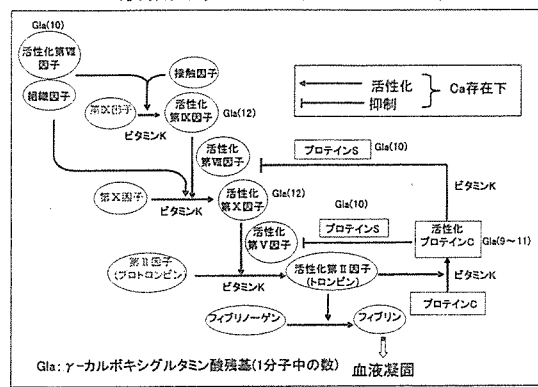 Gla(10)
活性化第Ⅶ
因子
組織因子
接触因子
第Ⅸ因子
活性化
第Ⅸ因子
Gla(12)
ビタミンK
活性化
第Ⅷ因子
活性化
抑制
Ca存在下
プロテインS
Gla(10)
ビタミンK
第Ⅹ因子
ビタミンK
活性化
第Ⅹ因子
Gla(12)
Gla(10)
プロテインS
活性化
第Ⅴ因子
活性化
プロテインC
Gla(9～11)
第Ⅱ因子
(プロトロンビン)
ビタミンK
活性化第Ⅱ因子
(トロンビン)
ビタミンK
プロテインC
フィブリノーゲン
フィブリン
Gla:γ-カルボキシグルタミン酸残基(1分子中の数)
血液凝固